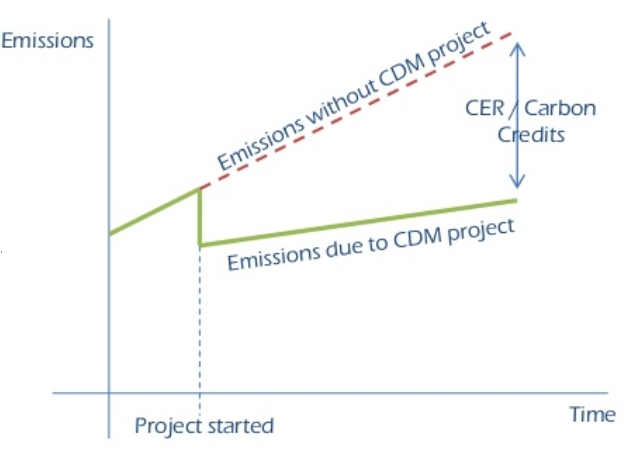 Emissions
Emissions without CDM project
CER / Carbon
Credits
Emissions due to CDM project
Time
Project started